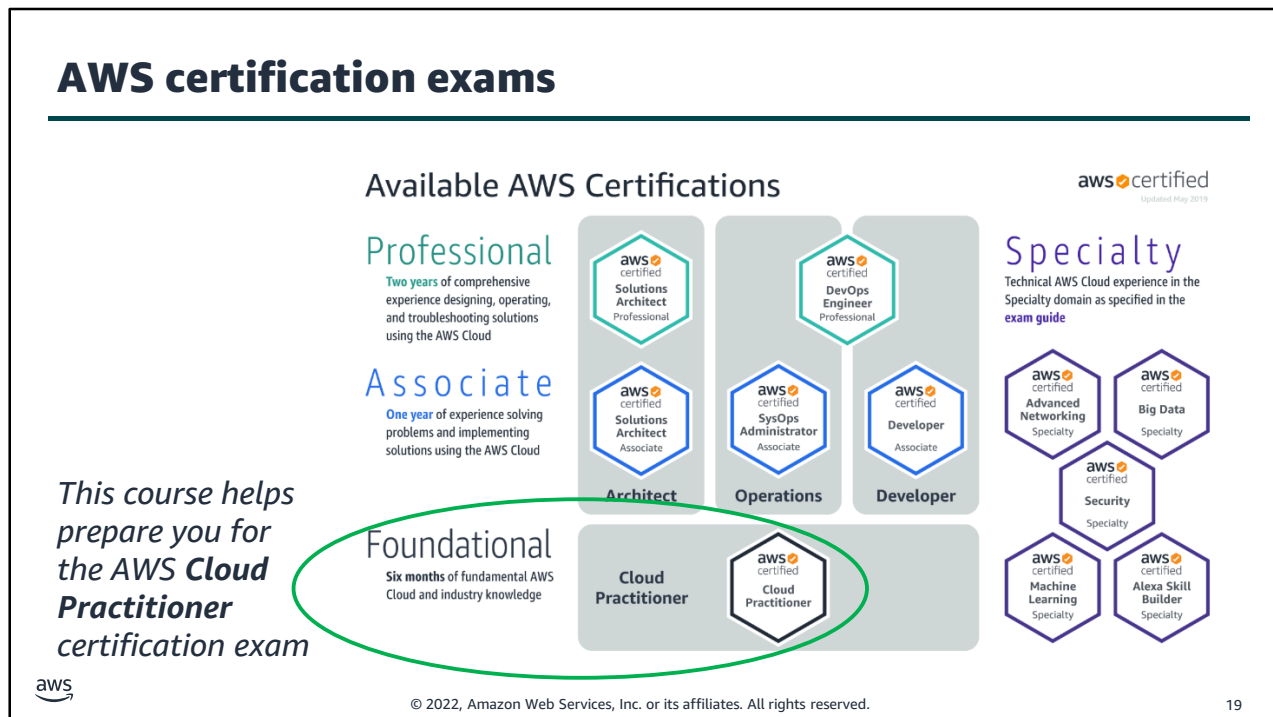 AWS certification exams
Available AWS Certifications
aws certified
Updated May 2019
Professional
Two years of comprehensive
experience designing, operating,
and troubleshooting solutions
using the AWS Cloud
aws
certified
Solutions
Architect
Professional
aws
certified
DevOps
Engineer
Professional
Specialty
Technical AWS Cloud experience in the
Specialty domain as specified in the
exam guide
Associate
One year of experience solving
problems and implementing
solutions using the AWS Cloud
aws
certified
Solutions
Architect
Associate
aws
certified
SysOps
Administrator
Associate
aws
certified
Developer
Associate
Architect
Operations
Developer
aws
certified
Advanced
Networking
Specialty
aws
certified
Big Data
Specialty
aws
certified
Security
Specialty
aws
certified
Machine
Learning
Specialty
aws
certified
Alexa Skill
Builder
Specialty
This course helps
prepare you for
the AWS Cloud
Practitioner
certification exam
Foundational
Six months of fundamental AWS
Cloud and industry knowledge
Cloud
Practitioner
aws
certified
Cloud
Practitioner
aws
© 2022, Amazon Web Services, Inc. or its affiliates. All rights reserved.
19